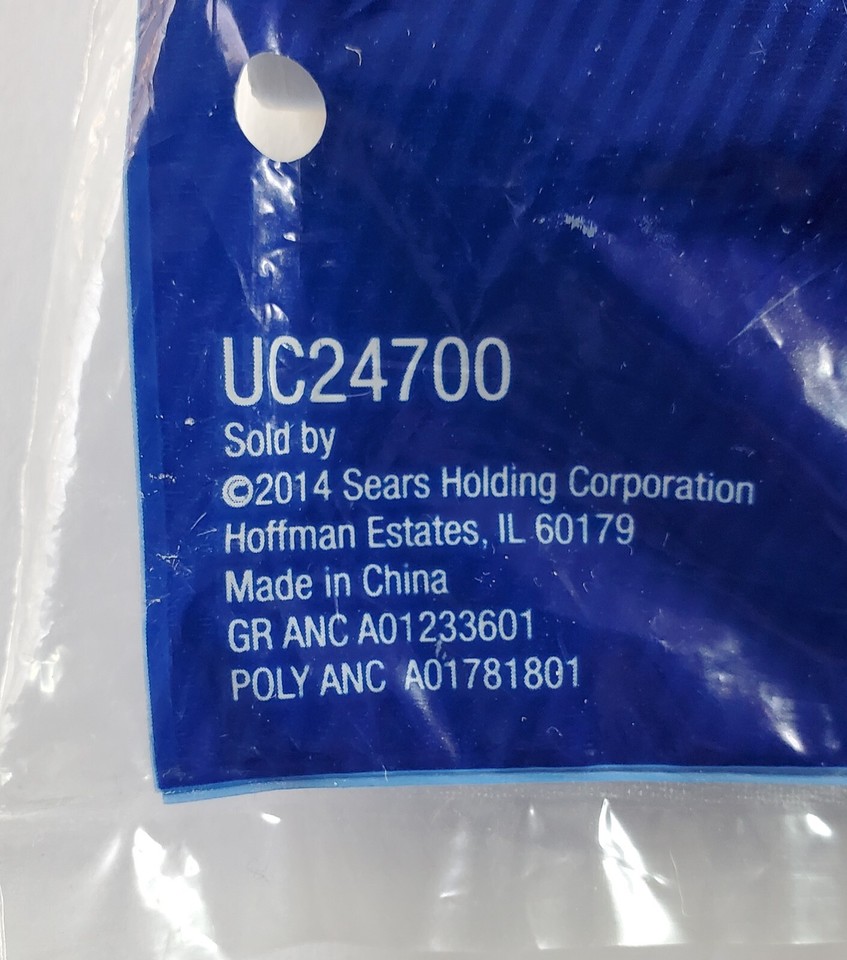 UC24700
Sold by
©2014 Sears Holding Corporation
Hoffman Estates, IL 60179
Made in China
GR ANC A01233601
POLY ANC A01781801